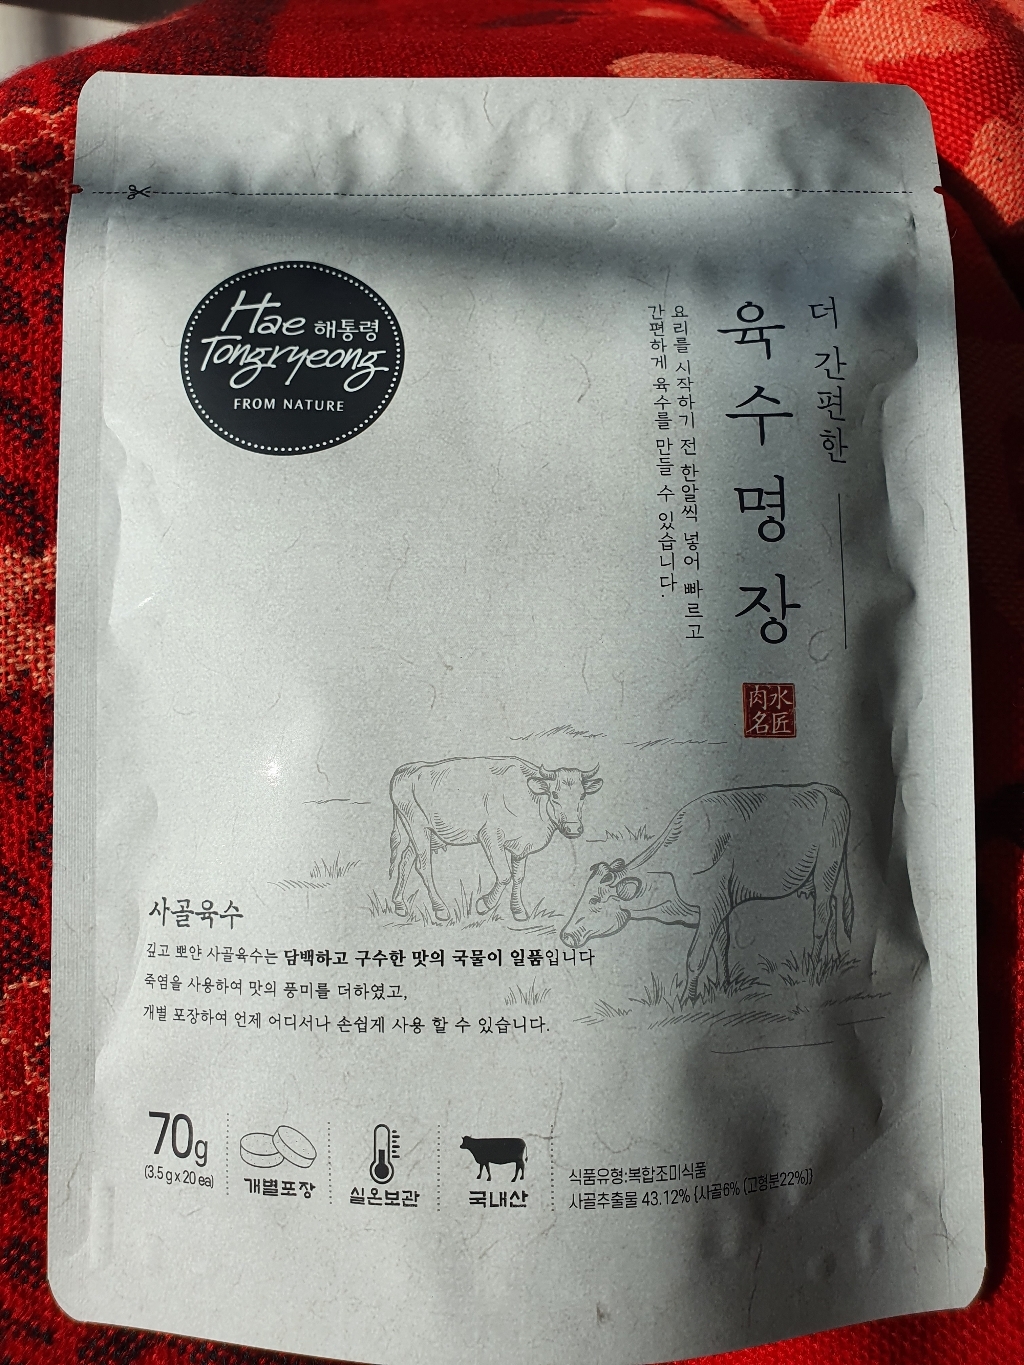 Hae 해통령
Tongryeong
FROM NATURE
더 간편한
육수명장
요리를 시작하기 전 한알씩 넣어 빠르고
간편하게 육수를 만들 수 있습니다.
肉水
名匠
사골육수
깊고 뽀얀 사골육수는 담백하고 구수한 맛의 국물이 일품입니다
죽염을 사용하여 맛의 풍미를 더하였고,
개별 포장하여 언제 어디서나 손쉽게 사용 할 수 있습니다.
70g
(3.5 g x 20 ea)
개별포장
실온보관
국내산
식품유형:복합조미식품
사골추출물 43.12% {사골6% (고형분22%)}